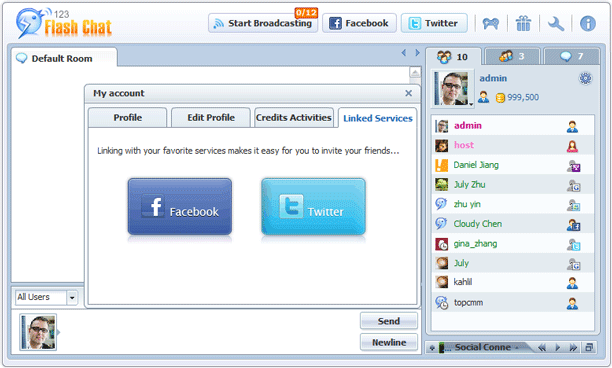 123
Flash Chat
Start Broadcasting
0/12
Facebook
Twitter
Default Room
10
3
7
admin
999,500
My account
Profile
Edit Profile
Credits Activities
Linked Services
Linking with your favorite services makes it easy for you to invite your friends...
Facebook
Twitter
admin
host
Daniel Jiang
July Zhu
zhu yin
Cloudy Chen
gina_zhang
July
kahlil
topcmm
All Users
Send
Newline
... Social Conne -